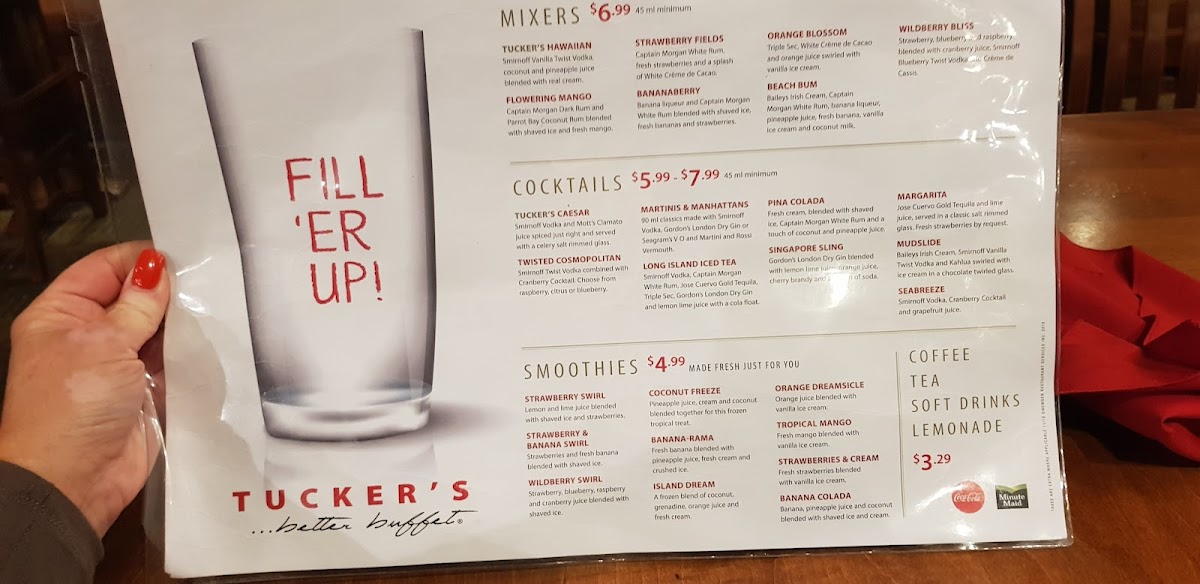 FILL
'ER
UP!
TUCKER'S
...better buffet®
MIXERS $6.99 45 ml minimum
TUCKER'S HAWAIIAN
Smirnoff Vanilla Twist Vodka,
coconut and pineapple juice
blended with real cream.
FLOWERING MANGO
Captain Morgan Dark Rum and
Parrot Bay Coconut Rum blended
with shaved ice and fresh mango.
STRAWBERRY FIELDS
Captain Morgan White Rum,
fresh strawberries and a splash
of White Crème de Cacao.
BANANABERRY
Banana liqueur and Captain Morgan
White Rum blended with shaved ice,
fresh bananas and strawberries.
ORANGE BLOSSOM
Triple Sec, White Crème de Cacao
and orange juice swirled with
vanilla ice cream.
BEACH BUM
Baileys Irish Cream, Captain
Morgan White Rum, banana liqueur,
pineapple juice, fresh banana, vanilla
ice cream and coconut milk.
WILDBERRY BLISS
Strawberry, blueberry, and raspberry
blended with cranberry juice, Smirnoff
Blueberry Twist Vodka Crème de
Cassis.
COCKTAILS $5.99 - $7.99 45 ml minimum
TUCKER'S CAESAR
Smirnoff Vodka and Mott's Clamato
juice spiced just right and served
with a celery salt rimmed glass.
TWISTED COSMOPOLITAN
Smirnoff Twist Vodka combined with
Cranberry Cocktail. Choose from
raspberry, citrus or blueberry.
MARTINIS & MANHATTANS
90 ml classics made with Smirnoff
Vodka, Gordon's London Dry Gin or
Seagram's V O and Martini and Rossi
Vermouth.
LONG ISLAND ICED TEA
Smirnoff Vodka, Captain Morgan
White Rum, Jose Cuervo Gold Tequila,
Triple Sec, Gordon's London Dry Gin
and lemon lime juice with a cola float.
PINA COLADA
Fresh cream, blended with shaved
ice, Captain Morgan White Rum and a
touch of coconut and pineapple juice.
SINGAPORE SLING
Gordon's London Dry Gin blended
with lemon lime juice, orange juice,
cherry brandy and a of soda.
MARGARITA
Jose Cuervo Gold Tequila and lime
juice, served in a classic salt rimmed
glass. Fresh strawberries by request.
MUDSLIDE
Baileys Irish Cream, Smirnoff Vanilla
Twist Vodka and Kahlua swirled with
ice cream in a chocolate twirled glass.
SEABREEZE
Smirnoff Vodka, Cranberry Cocktail
and grapefruit juice.
SMOOTHIES $4.99 MADE FRESH JUST FOR YOU
STRAWBERRY SWIRL
Lemon and lime juice blended
with shaved ice and strawberries.
STRAWBERRY &
BANANA SWIRL
Strawberries and fresh banana
blended with shaved ice.
WILDBERRY SWIRL
Strawberry, blueberry, raspberry
and cranberry juice blended with
shaved ice.
COCONUT FREEZE
Pineapple juice, cream and coconut
blended together for this frozen
tropical treat.
BANANA-RAMA
Fresh banana blended with
pineapple juice, fresh cream and
crushed ice.
ISLAND DREAM
A frozen blend of coconut,
grenadine, orange juice and
fresh cream.
ORANGE DREAMSICLE
Orange juice blended with
vanilla ice cream.
TROPICAL MANGO
Fresh mango blended with
vanilla ice cream.
STRAWBERRIES & CREAM
Fresh strawberries blended
with vanilla ice cream.
BANANA COLADA
Banana, pineapple juice and coconut
blended with shaved ice and cream.
COFFEE
TEA
SOFT DRINKS
LEMONADE
$3.29
Coca-Cola
Minute
Maid